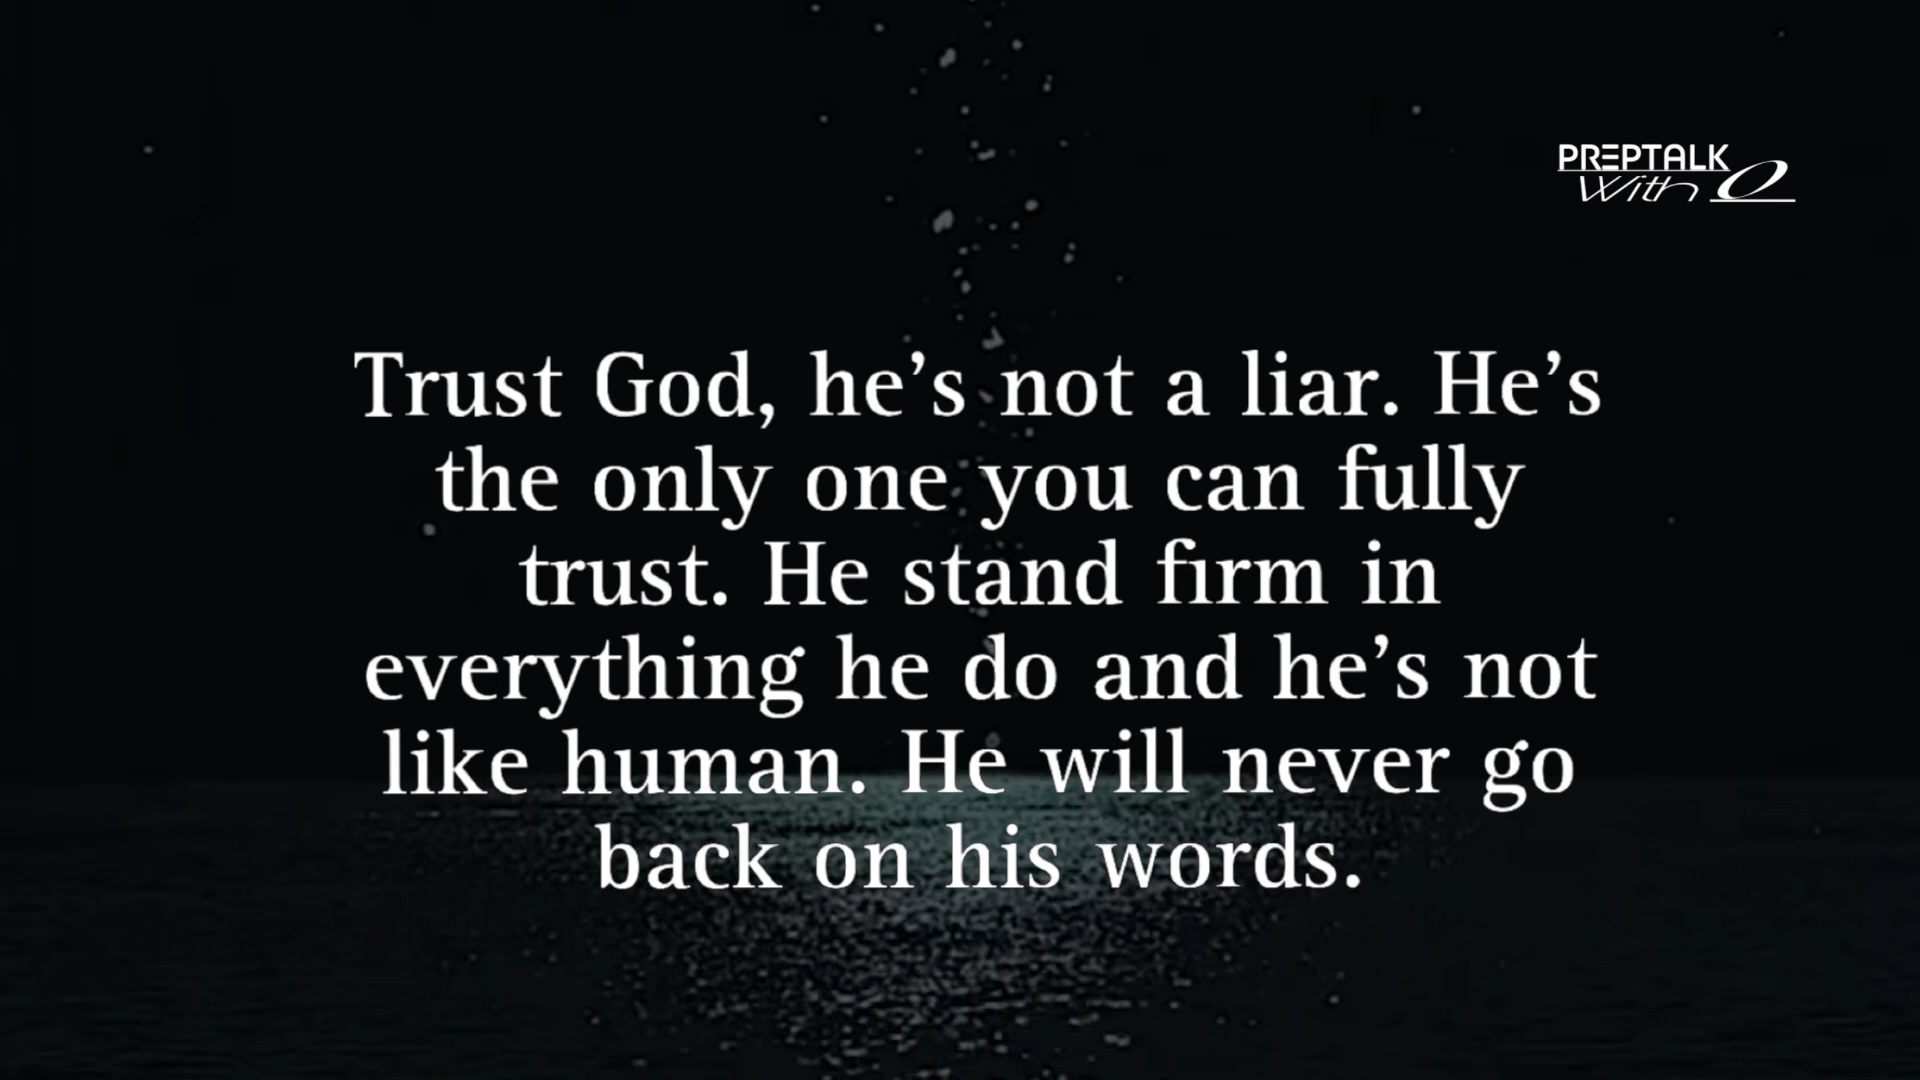 PREPTALK
With O
Trust God, he's not a liar. He's
the only one you can fully
trust. He stand firm in
everything he do and he's not
like human. He will never go
back on his words.